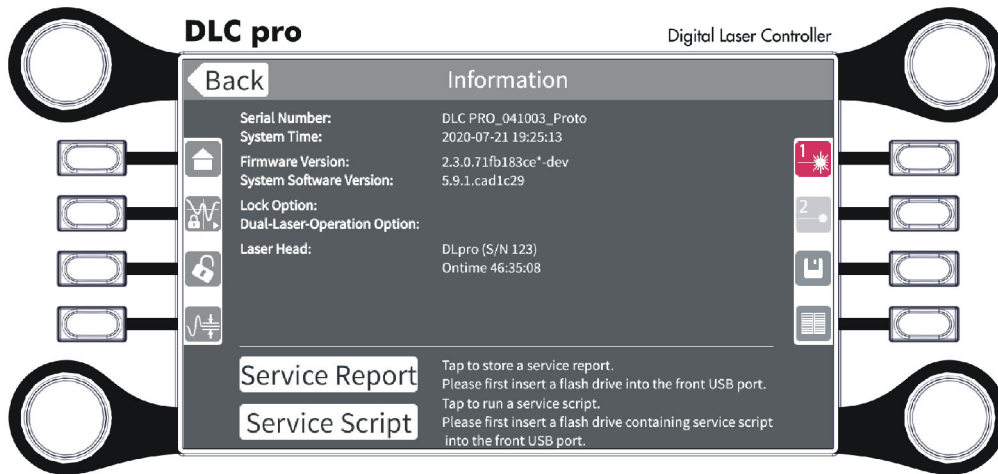 DLC pro
Digital Laser Controller
Back
Information
Serial Number: DLC PRO_041003_Proto
System Time: 2020-07-21 19:25:13
Firmware Version: 2.3.0.71fb183ce*-dev
System Software Version: 5.9.1.cad1c29
Lock Option:
Dual-Laser-Operation Option:
Laser Head: DLpro (S/N 123)
Ontime 46:35:08
1
2
Service Report
Tap to store a service report.
Please first insert a flash drive into the front USB port.
Service Script
Tap to run a service script.
Please first insert a flash drive containing service script
into the front USB port.